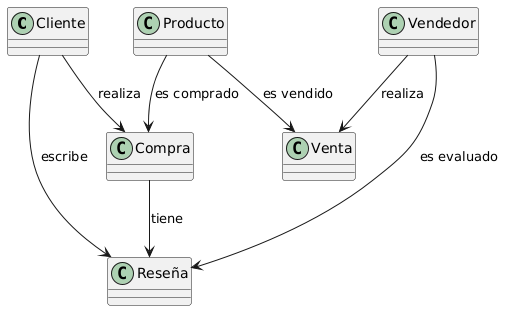 C Cliente
C Producto
C Vendedor
realiza
es comprado
es vendido
realiza
C Compra
C Venta
escribe
es evaluado
tiene
C Reseña